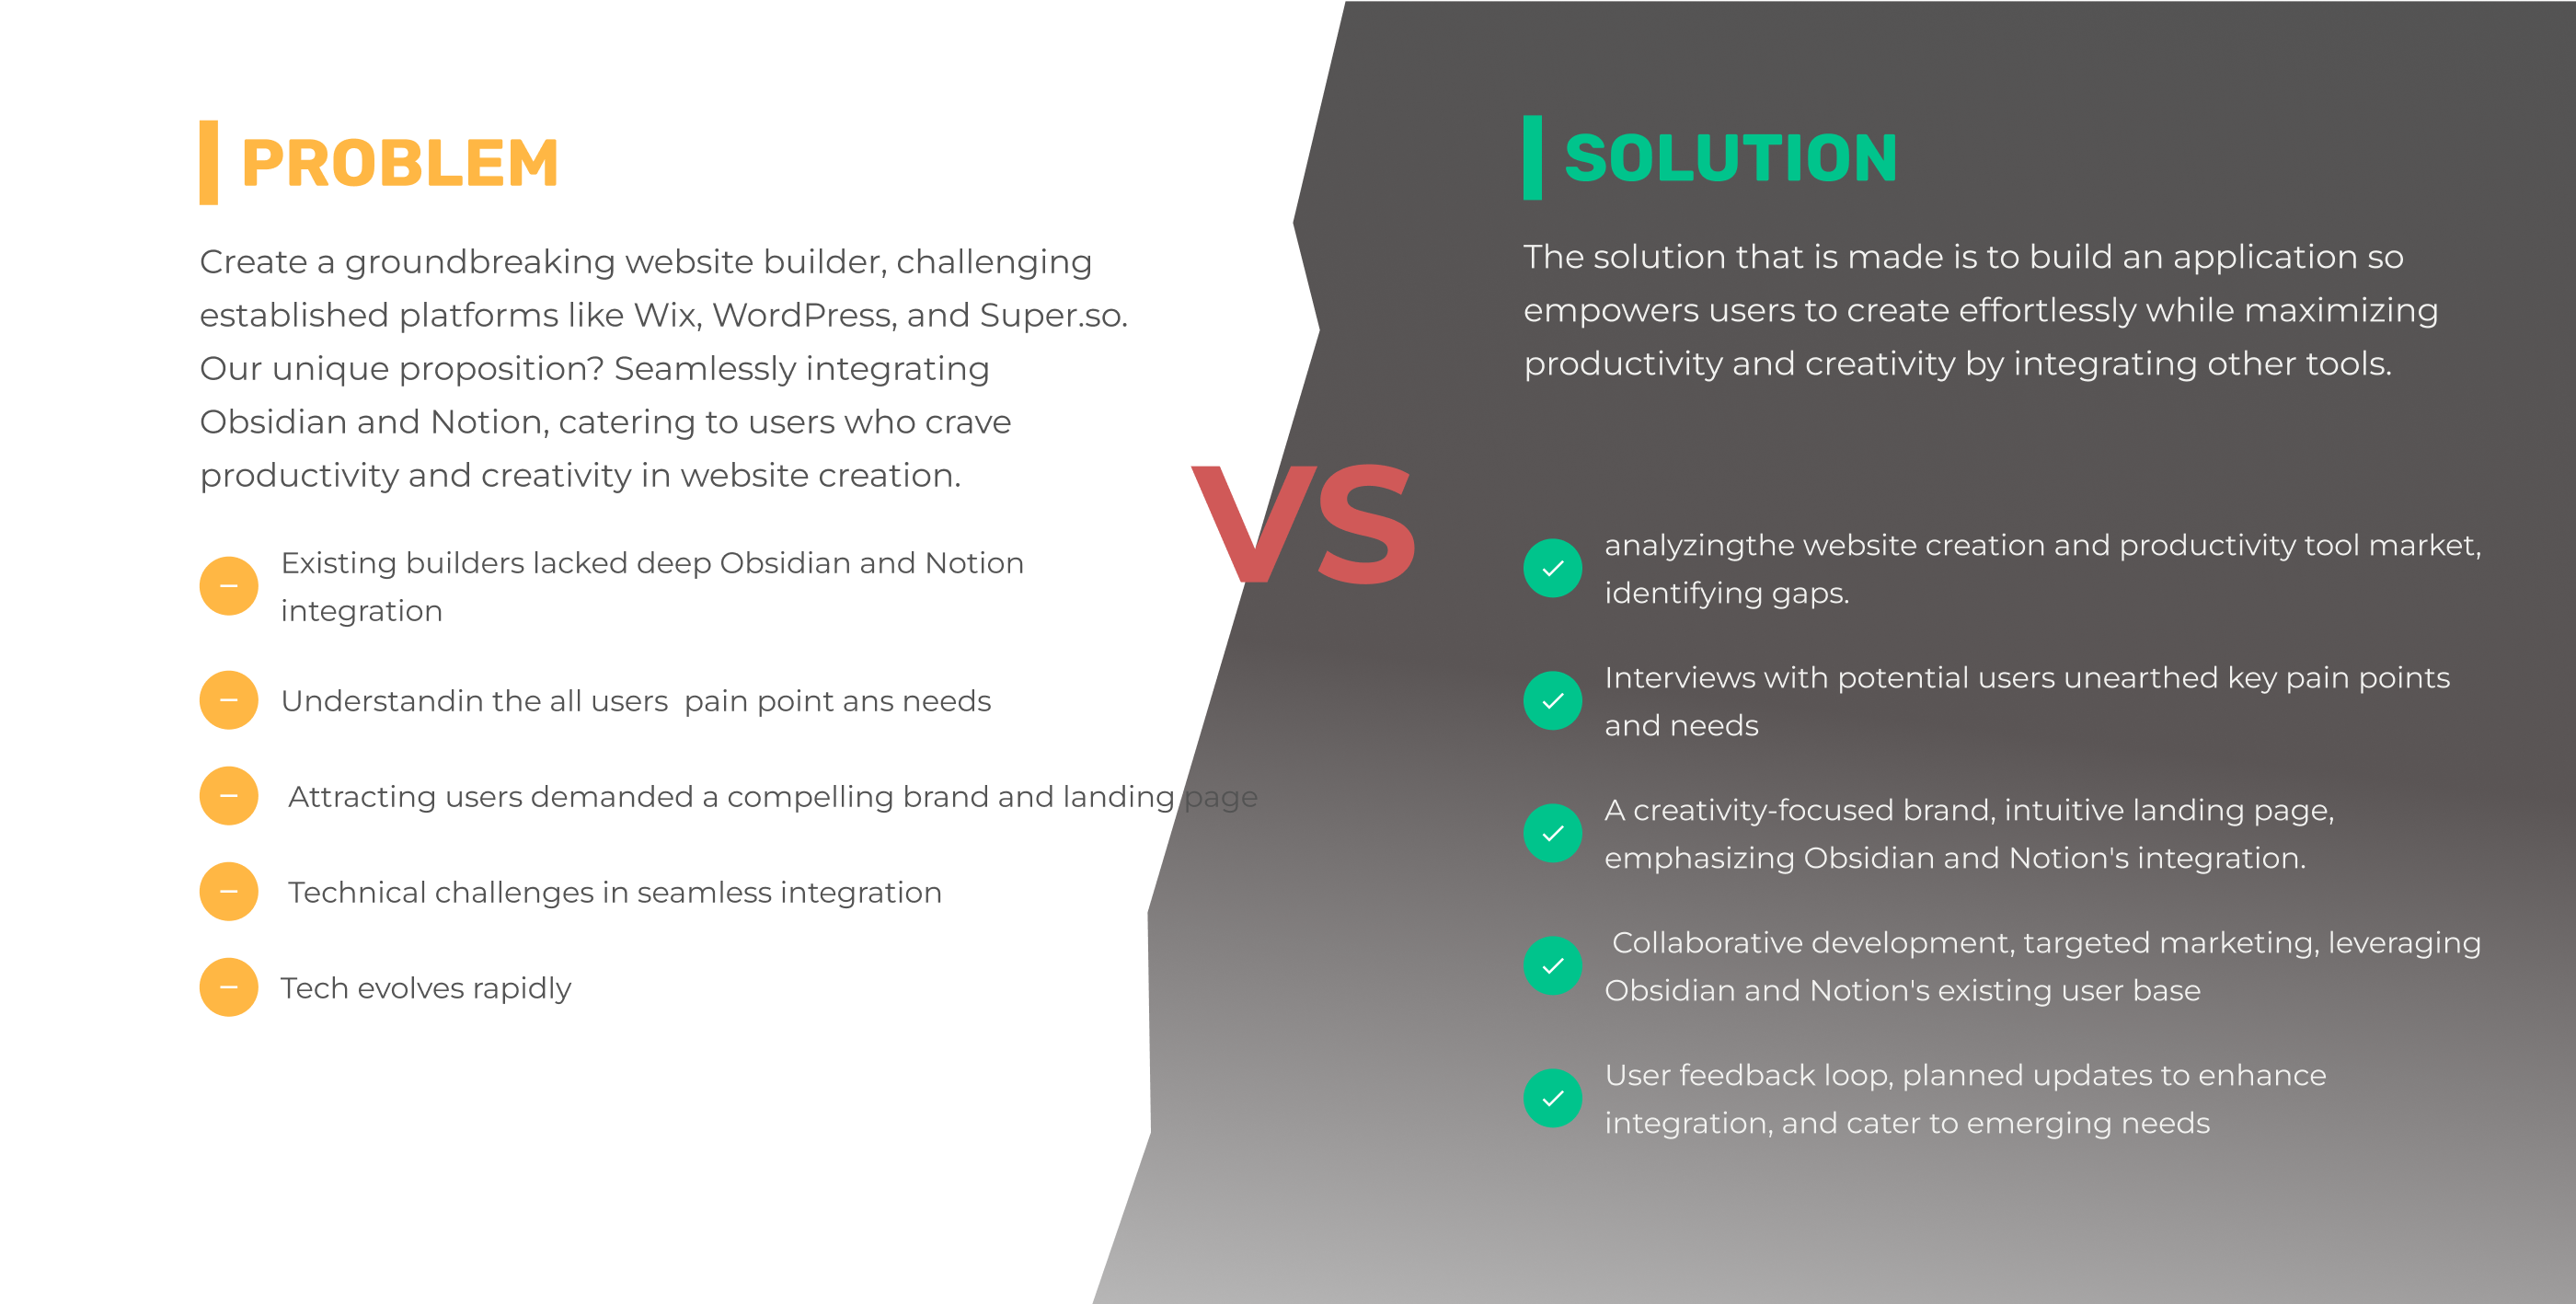 PROBLEM
Create a groundbreaking website builder, challenging
established platforms like Wix, WordPress, and Super.so.
Our unique proposition? Seamlessly integrating
Obsidian and Notion, catering to users who crave
productivity and creativity in website creation.
Existing builders lacked deep Obsidian and Notion
integration
Understandin the all users  pain point ans needs
Attracting users demanded a compelling brand and landing page
Technical challenges in seamless integration
Tech evolves rapidly
VS
SOLUTION
The solution that is made is to build an application so
empowers users to create effortlessly while maximizing
productivity and creativity by integrating other tools.
analyzingthe website creation and productivity tool market,
identifying gaps.
Interviews with potential users unearthed key pain points
and needs
A creativity-focused brand, intuitive landing page,
emphasizing Obsidian and Notion's integration.
Collaborative development, targeted marketing, leveraging
Obsidian and Notion's existing user base
User feedback loop, planned updates to enhance
integration, and cater to emerging needs